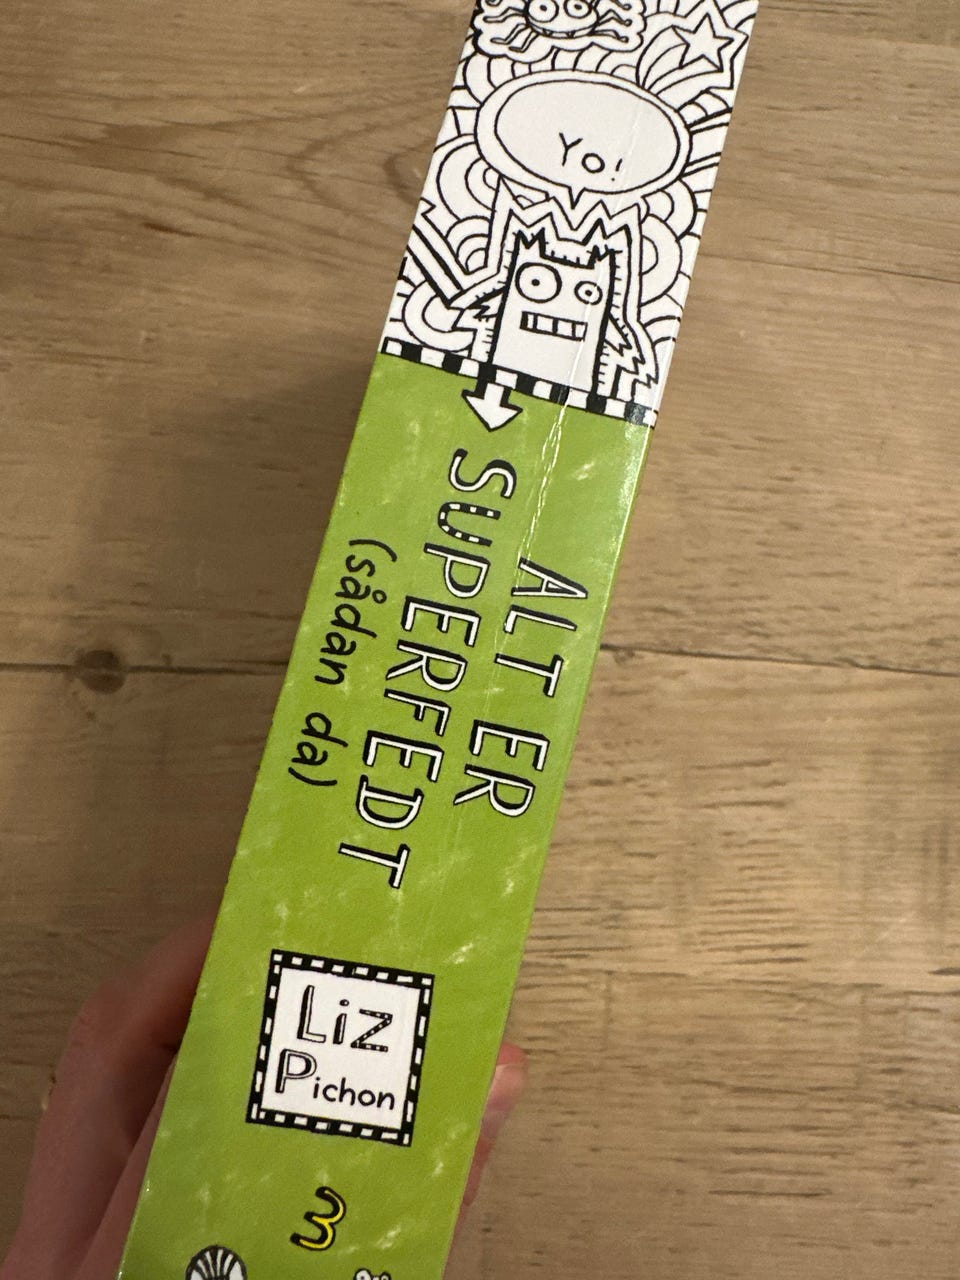 Yo!
ALT ER
SUPERFEDT
(sådan da)
Liz
Pichon
3